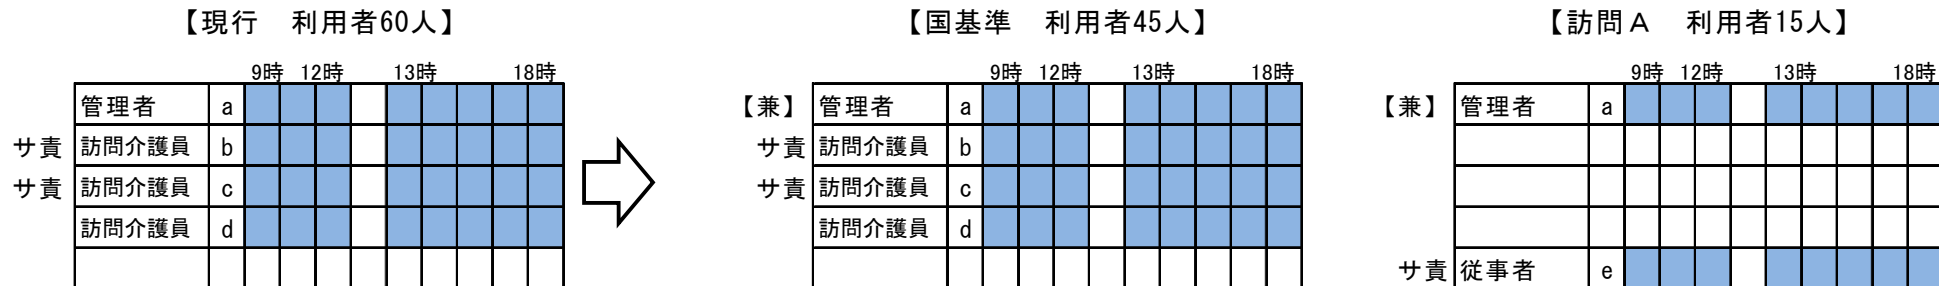 【現行　利用者60人】
9時 12時 13時 18時
管理者 a
サ責 訪問介護員 b
サ責 訪問介護員 c
訪問介護員 d
【国基準　利用者45人】
9時 12時 13時 18時
【兼】 管理者 a
サ責 訪問介護員 b
サ責 訪問介護員 c
訪問介護員 d
【訪問Ａ　利用者15人】
9時 12時 13時 18時
【兼】 管理者 a
サ責 従事者 e